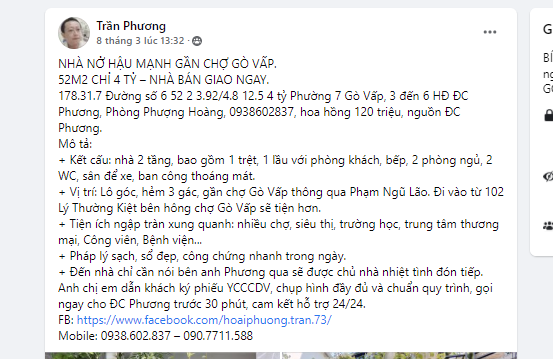 Trần Phương
8 tháng 3 lúc 13:32 ·
NHÀ NỞ HẬU MẠNH GẦN CHỢ GÒ VẤP.
52M2 CHỈ 4 TỶ – NHÀ BÁN GIAO NGAY.
178.31.7 Đường số 6 52 2 3.92/4.8 12.5 4 tỷ Phường 7 Gò Vấp, 3 đến 6 HĐ ĐC
Phương, Phòng Phượng Hoàng, 0938602837, hoa hồng 120 triệu, nguồn ĐC
Phương.
Mô tả:
+ Kết cấu: nhà 2 tầng, bao gồm 1 trệt, 1 lầu với phòng khách, bếp, 2 phòng ngủ, 2
WC, sân để xe, ban công thoáng mát.
+ Vị trí: Lô góc, hẻm 3 gác, gần chợ Gò Vấp thông qua Phạm Ngũ Lão. Đi vào từ 102
Lý Thường Kiệt bên hông chợ Gò Vấp sẽ tiện hơn.
+ Tiện ích ngập tràn xung quanh: nhiều chợ, siêu thị, trường học, trung tâm thương
mại, Công viên, Bệnh viện...
+ Pháp lý sạch, sổ đẹp, công chứng nhanh trong ngày.
+ Đến nhà chỉ cần nói bên anh Phương qua sẽ được chủ nhà nhiệt tình đón tiếp.
Anh chị em dẫn khách ký phiếu YCCCDV, chụp hình đầy đủ và chuẩn quy trình, gọi
ngay cho ĐC Phương trước 30 phút, cam kết hỗ trợ 24/24.
FB: https://www.facebook.com/hoaiphuong.tran.73/
Mobile: 0938.602.837 – 090.7711.588